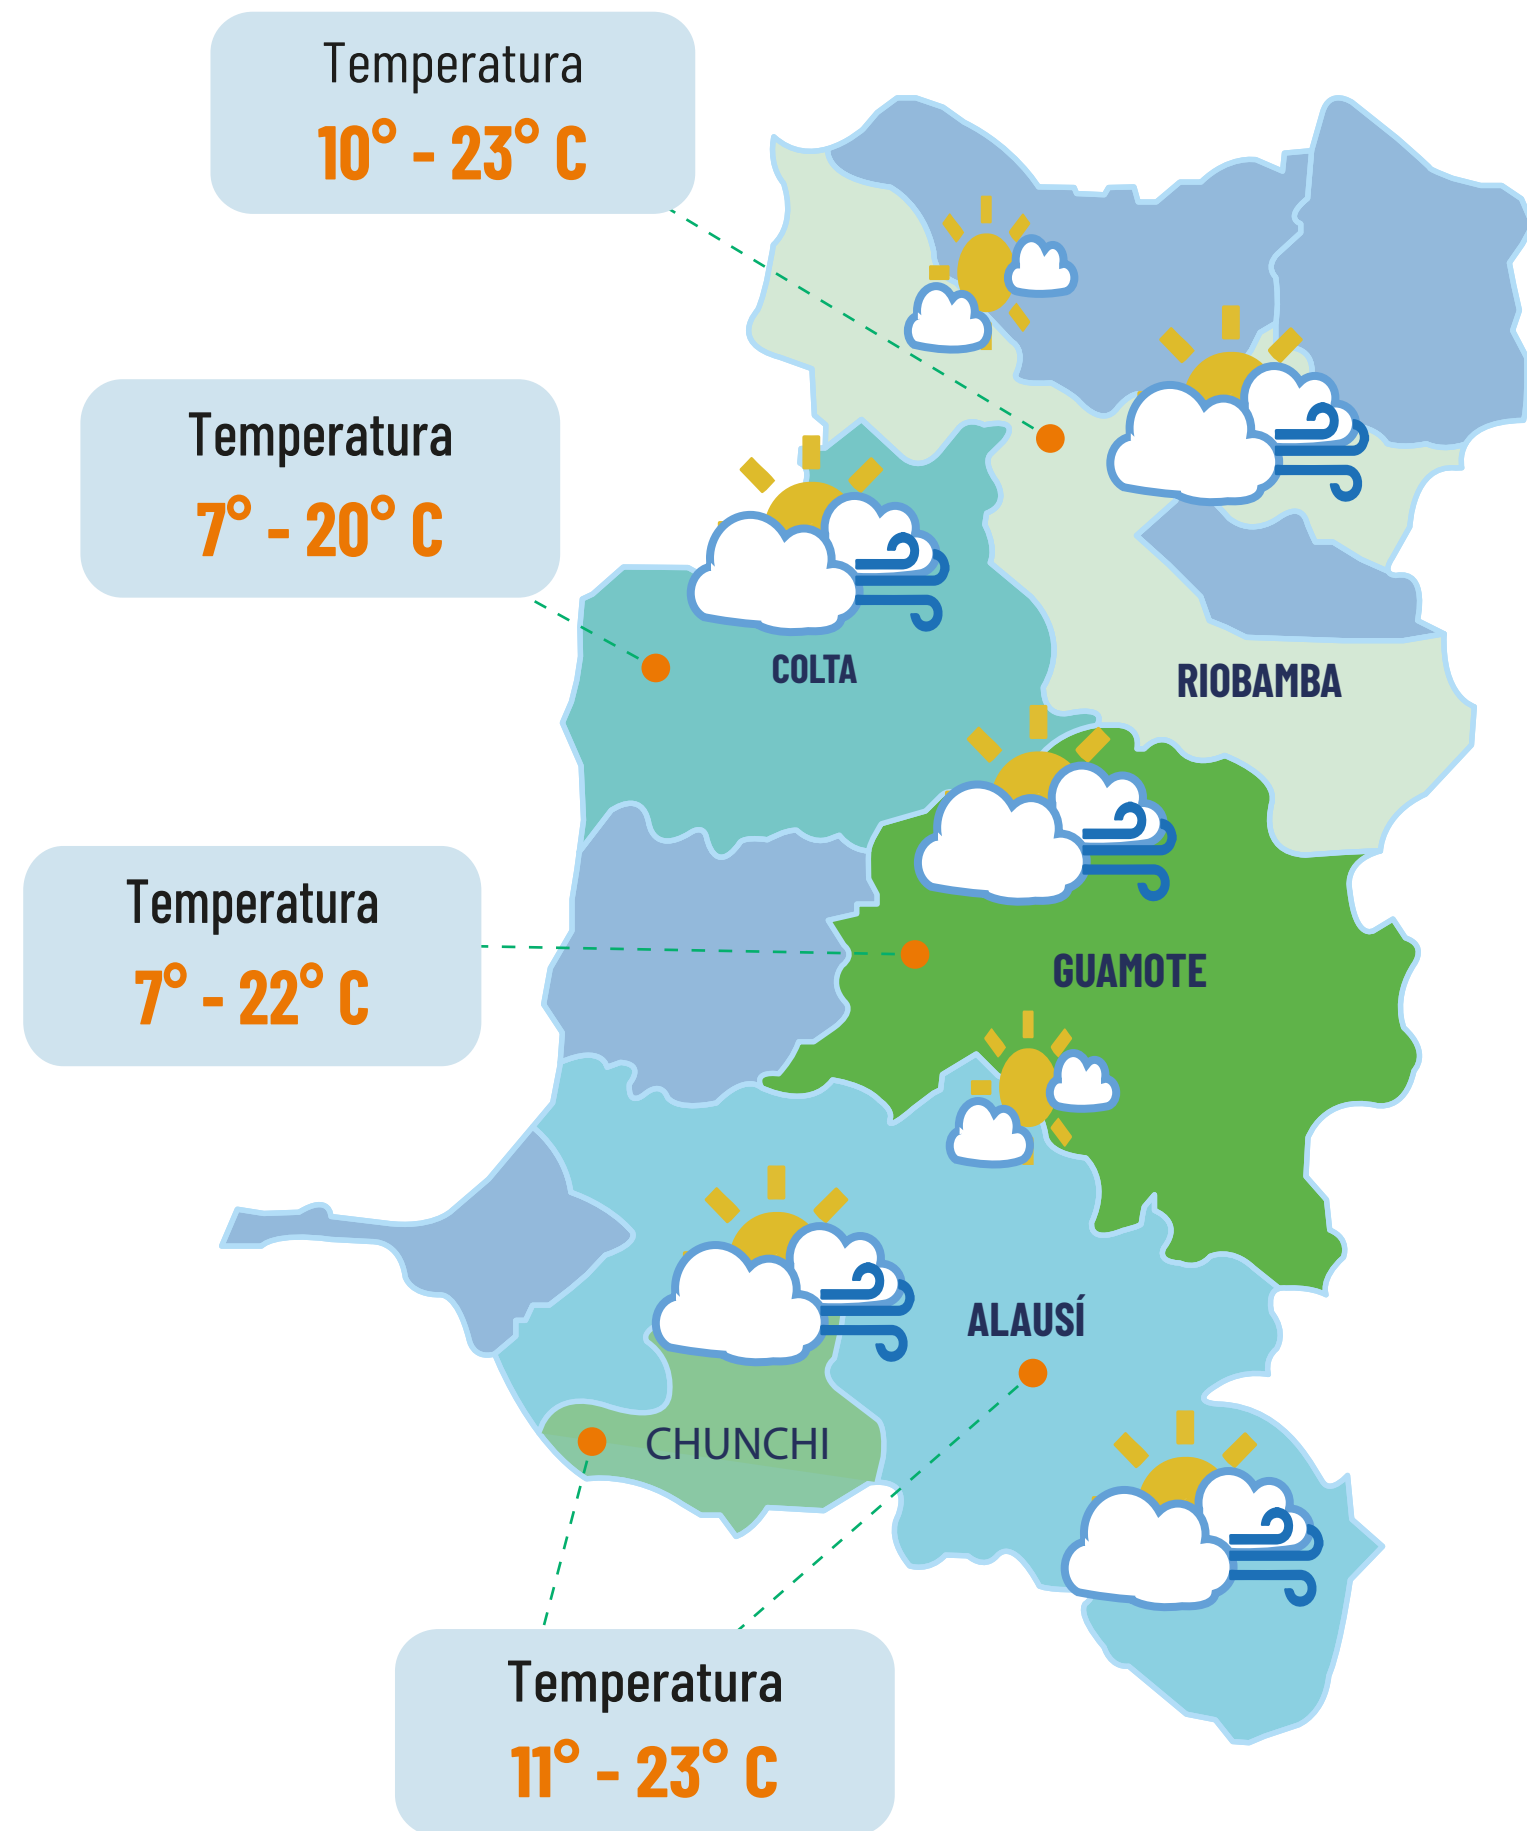 Temperatura
10° - 23° C
Temperatura
7° - 20° C
COLTA
RIOBAMBA
Temperatura
7° - 22° C
GUAMOTE
ALAUSÍ
CHUNCHI
Temperatura
11° - 23° C